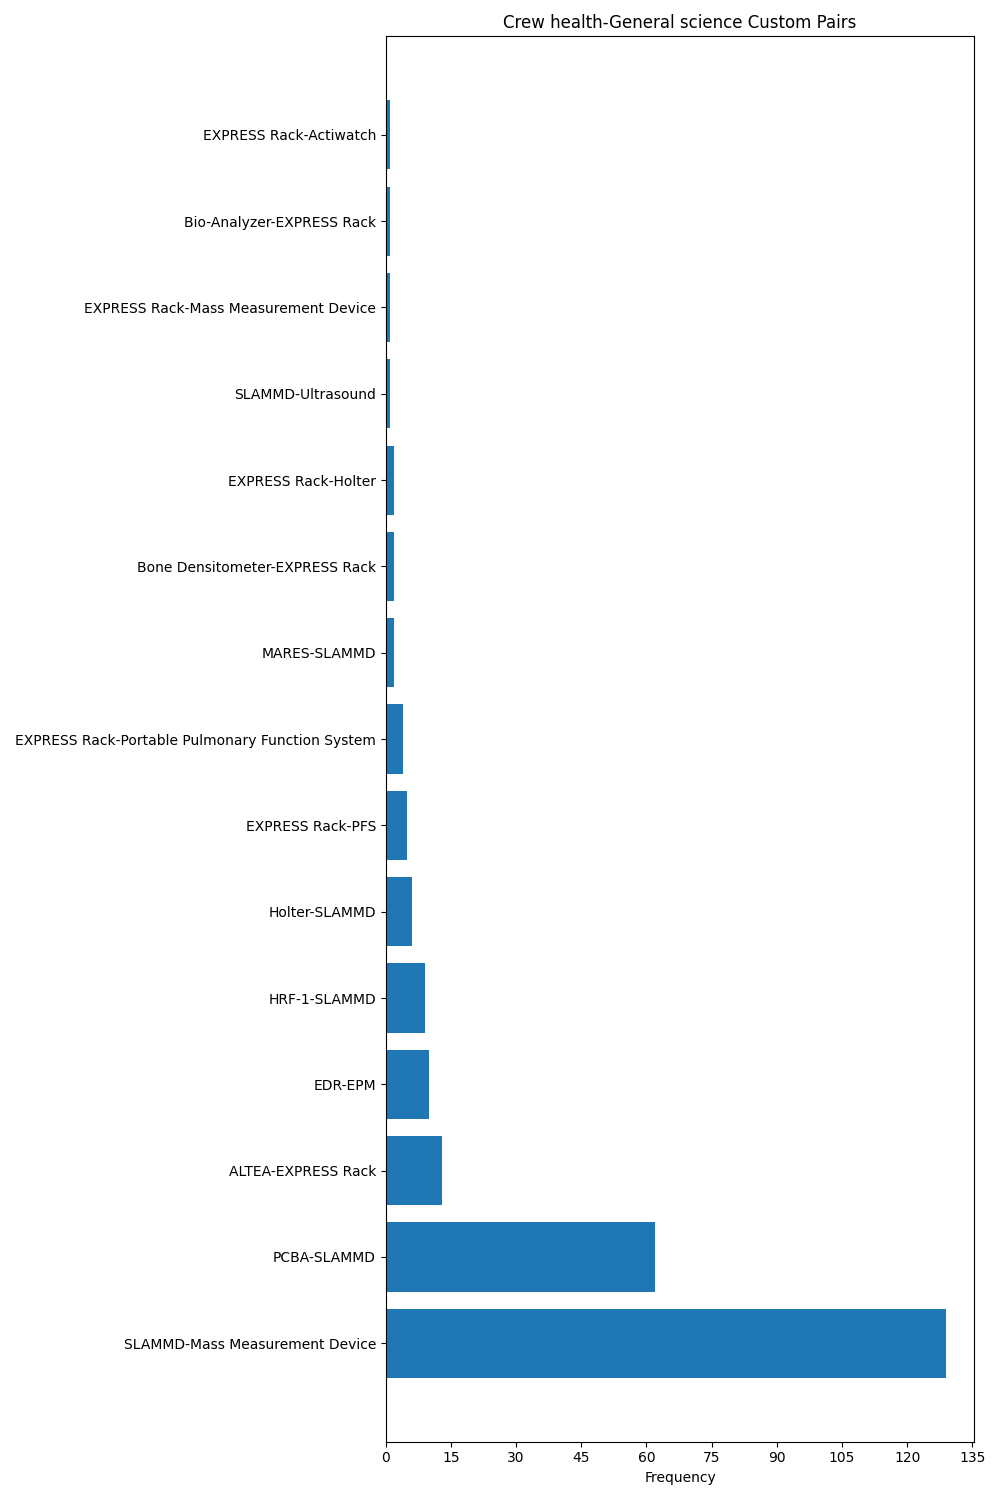 Crew health-General science Custom Pairs
EXPRESS Rack-Actiwatch
Bio-Analyzer-EXPRESS Rack
EXPRESS Rack-Mass Measurement Device
SLAMMD-Ultrasound
EXPRESS Rack-Holter
Bone Densitometer-EXPRESS Rack
MARES-SLAMMD
EXPRESS Rack-Portable Pulmonary Function System
EXPRESS Rack-PFS
Holter-SLAMMD
HRF-1-SLAMMD
EDR-EPM
ALTEA-EXPRESS Rack
PCBA-SLAMMD
SLAMMD-Mass Measurement Device
0 15 30 45 60 75 90 105 120 135
Frequency